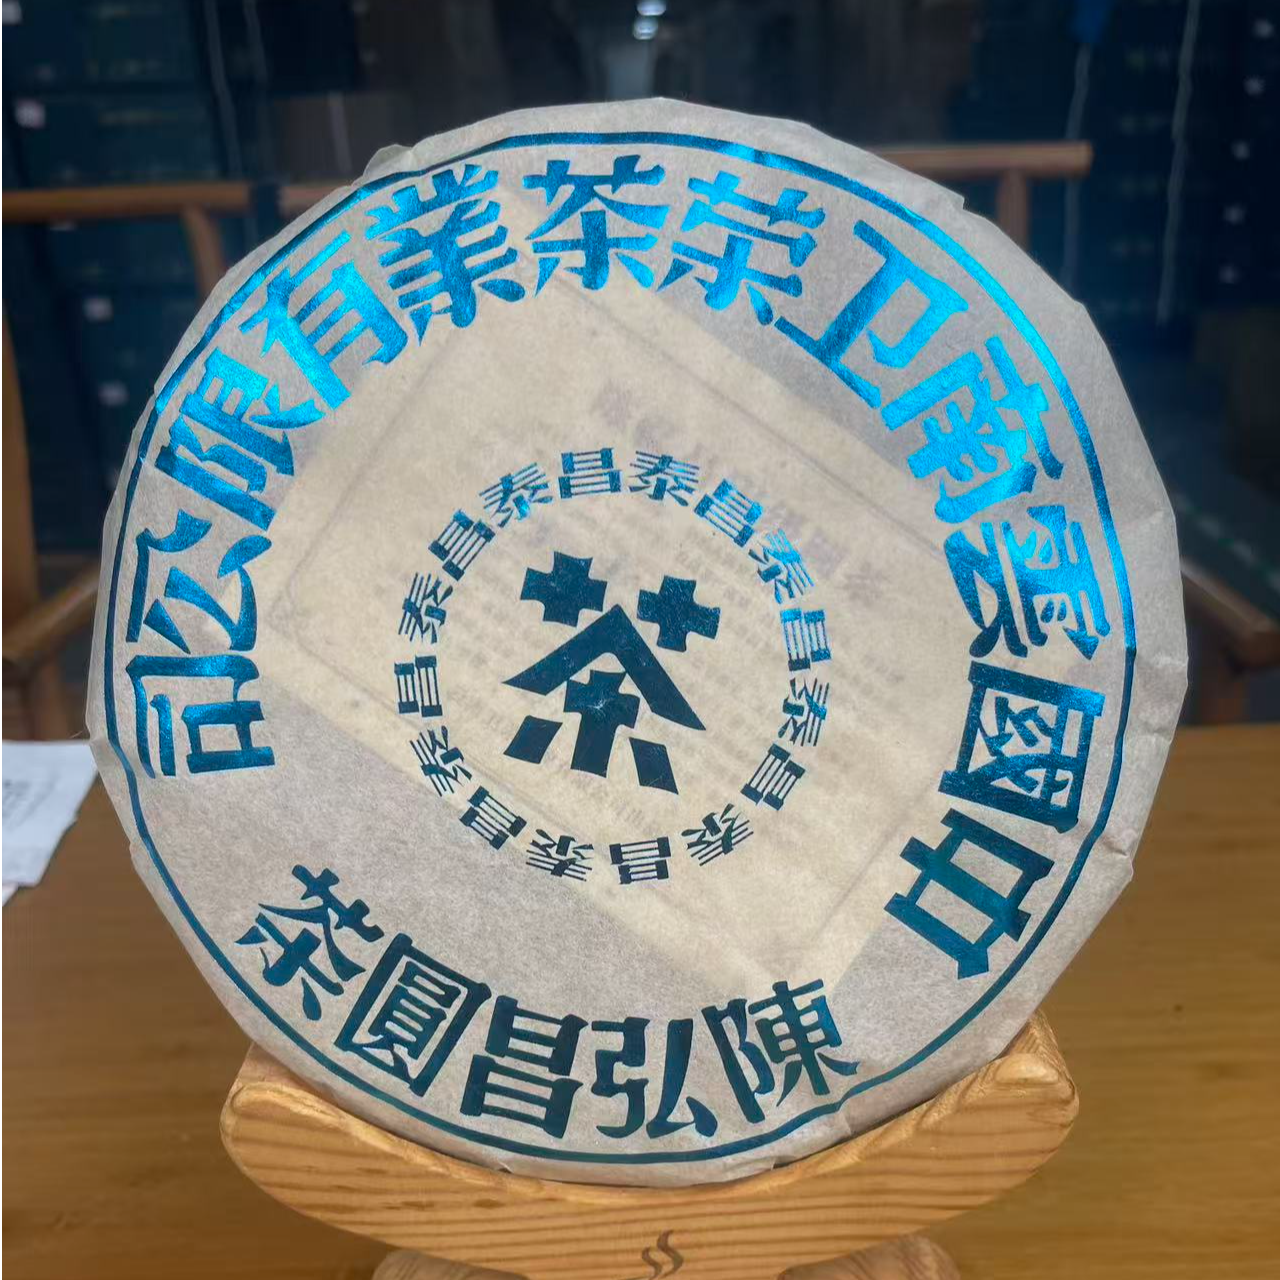 中國雲南卫荣茶業有限公司
泰昌泰昌泰昌泰昌泰昌泰昌泰昌泰昌
茶
陳弘昌圓茶